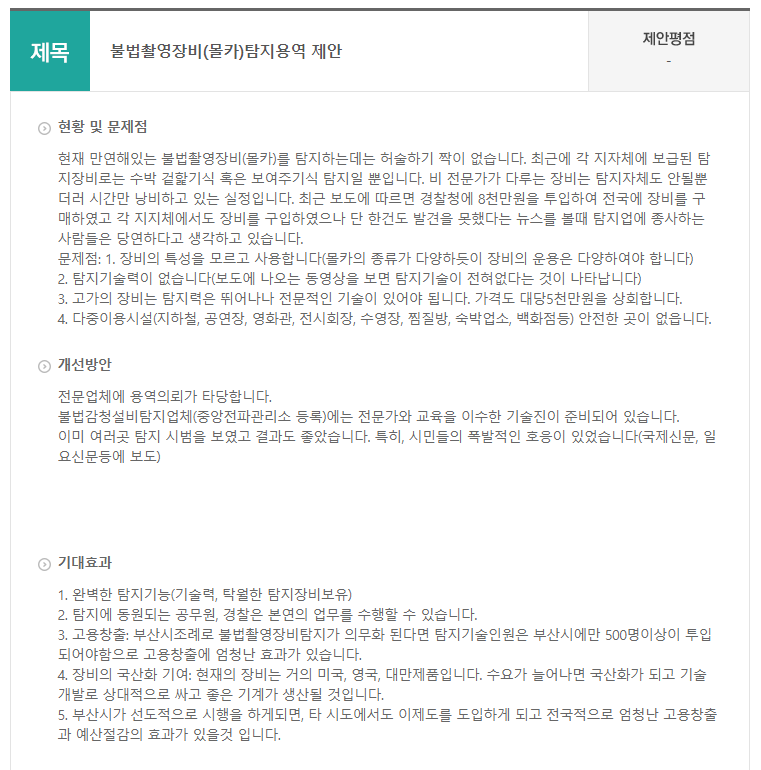 제목
불법촬영장비(몰카)탐지용역 제안
제안평점
-
현황 및 문제점
현재 만연해있는 불법촬영장비(몰카)를 탐지하는데는 허술하기 짝이 없습니다. 최근에 각 지자체에 보급된 탐
지장비로는 수박 겉핥기식 혹은 보여주기식 탐지일 뿐입니다. 비 전문가가 다루는 장비는 탐지자체도 안될뿐
더러 시간만 낭비하고 있는 실정입니다. 최근 보도에 따르면 경찰청에 8천만원을 투입하여 전국에 장비를 구
매하였고 각 지지체에서도 장비를 구입하였으나 단 한건도 발견을 못했다는 뉴스를 볼때 탐지업에 종사하는
사람들은 당연하다고 생각하고 있습니다.
문제점: 1. 장비의 특성을 모르고 사용합니다(몰카의 종류가 다양하듯이 장비의 운용은 다양하여야 합니다)
2. 탐지기술력이 없습니다(보도에 나오는 동영상을 보면 탐지기술이 전혀없다는 것이 나타납니다)
3. 고가의 장비는 탐지력은 뛰어나나 전문적인 기술이 있어야 됩니다. 가격도 대당5천만원을 상회합니다.
4. 다중이용시설(지하철, 공연장, 영화관, 전시회장, 수영장, 찜질방, 숙박업소, 백화점등) 안전한 곳이 없읍니다.
개선방안
전문업체에 용역의뢰가 타당합니다.
불법감청설비탐지업체(중앙전파관리소 등록)에는 전문가와 교육을 이수한 기술진이 준비되어 있습니다.
이미 여러곳 탐지 시범을 보였고 결과도 좋았습니다. 특히, 시민들의 폭발적인 호응이 있었습니다(국제신문, 일
요신문등에 보도)
기대효과
1. 완벽한 탐지기능(기술력, 탁월한 탐지장비보유)
2. 탐지에 동원되는 공무원, 경찰은 본연의 업무를 수행할 수 있습니다.
3. 고용창출: 부산시조례로 불법촬영장비탐지가 의무화 된다면 탐지기술인원은 부산시에만 500명이상이 투입
되어야함으로 고용창출에 엄청난 효과가 있습니다.
4. 장비의 국산화 기여: 현재의 장비는 거의 미국, 영국, 대만제품입니다. 수요가 늘어나면 국산화가 되고 기술
개발로 상대적으로 싸고 좋은 기계가 생산될 것입니다.
5. 부산시가 선도적으로 시행을 하게되면, 타 시도에서도 이제도를 도입하게 되고 전국적으로 엄청난 고용창출
과 예산절감의 효과가 있을것 입니다.